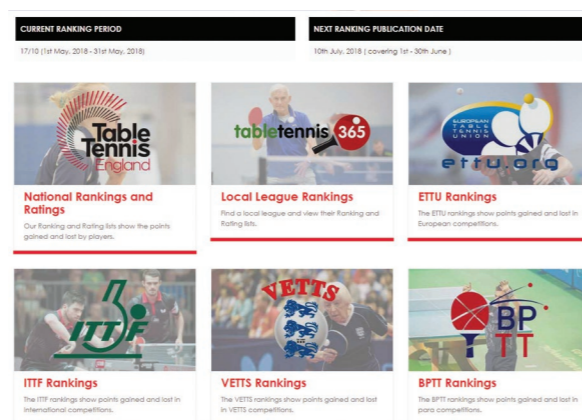 CURRENT RANKING PERIOD
NEXT RANKING PUBLICATION DATE
17/10 (1st May, 2018 - 31st May, 2018)
10th July, 2018 ( covering 1st - 30th June )
Table
Tennis
England
tabletennis 365
EUROPEAN
TABLE
TENNIS
UNION
ettu.org
National Rankings and
Ratings
Our Ranking and Rating lists show the points
gained and lost by players.
Local League Rankings
Find a local league and view their Ranking and
Rating lists.
ETTU Rankings
The ETTU rankings show points gained and lost in
European competitions.
ITTF
VETTS
BP
TT
ITTF Rankings
The ITTF rankings show points gained and lost in
international competitions.
VETTS Rankings
The VETTS rankings show points gained and lost
in VETTS competitions.
BPTT Rankings
The BPTT rankings show points gained and lost in
para competitions.